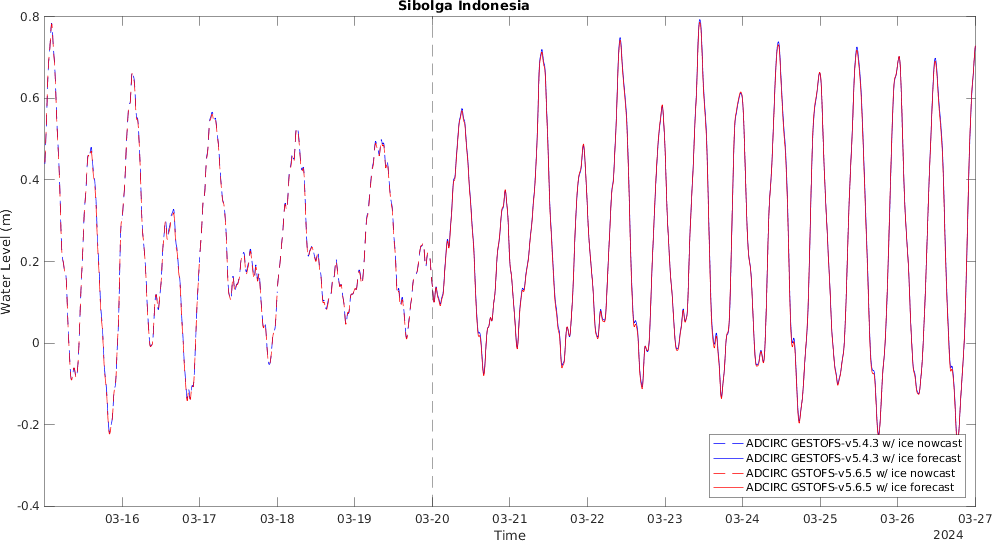 Sibolga Indonesia
0.8
0.6
0.4
0.2
0
-0.2
-0.4
Water Level (m)
03-16 03-17 03-18 03-19 03-20 03-21 03-22 03-23 03-24 03-25 03-26 03-27
Time
2024
ADCIRC GESTOFS-v5.4.3 w/ ice nowcast
ADCIRC GESTOFS-v5.4.3 w/ ice forecast
ADCIRC GSTOFS-v5.6.5 w/ ice nowcast
ADCIRC GSTOFS-v5.6.5 w/ ice forecast